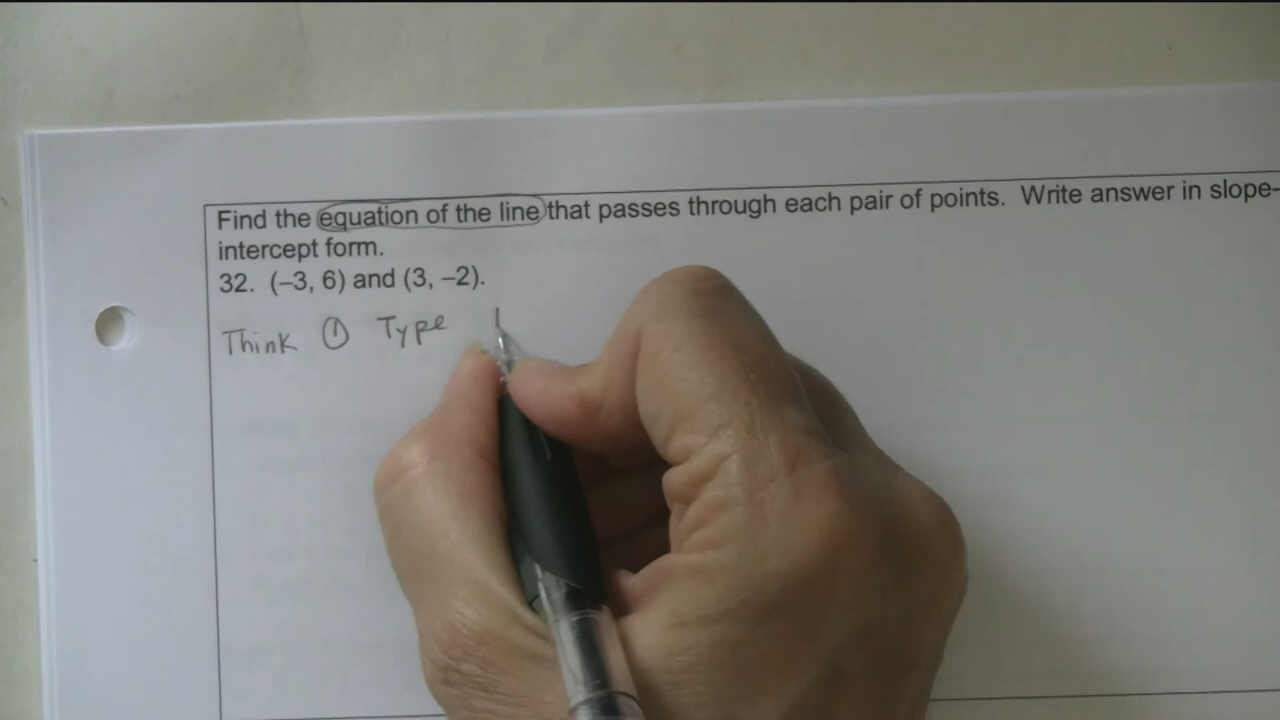 Find the equation of the line that passes through each pair of points. Write answer in slope-
intercept form.
32. (–3, 6) and (3, –2).
Think ① Type